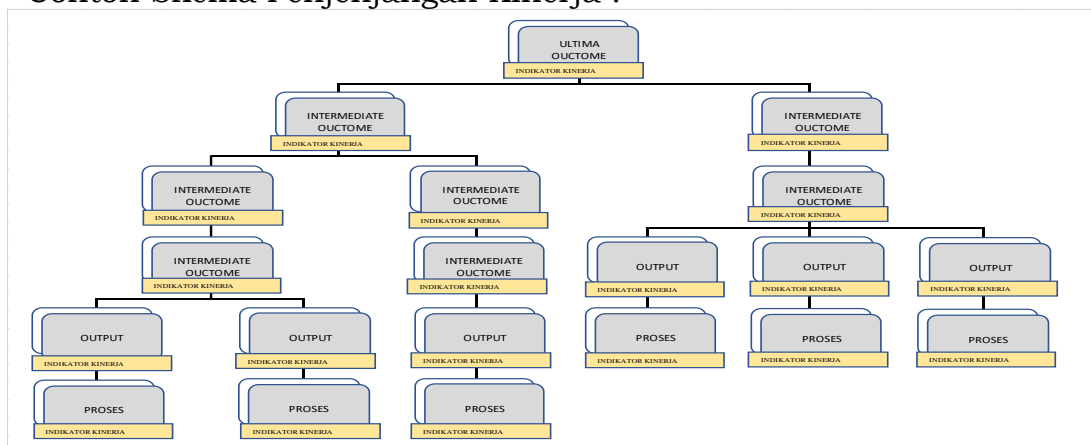 Contoh Skema Penjenjangan Kinerja :
ULTIMA
OUCTOME
INDIKATOR KINERJA
INTERMEDIATE
OUCTOME
INDIKATOR KINERJA
INTERMEDIATE
OUCTOME
INDIKATOR KINERJA
INTERMEDIATE
OUCTOME
INDIKATOR KINERJA
INTERMEDIATE
OUCTOME
INDIKATOR KINERJA
INTERMEDIATE
OUCTOME
INDIKATOR KINERJA
INTERMEDIATE
OUCTOME
INDIKATOR KINERJA
INTERMEDIATE
OUCTOME
INDIKATOR KINERJA
OUTPUT
INDIKATOR KINERJA
OUTPUT
INDIKATOR KINERJA
OUTPUT
INDIKATOR KINERJA
OUTPUT
INDIKATOR KINERJA
OUTPUT
INDIKATOR KINERJA
OUTPUT
INDIKATOR KINERJA
PROSES
INDIKATOR KINERJA
PROSES
INDIKATOR KINERJA
PROSES
INDIKATOR KINERJA
PROSES
INDIKATOR KINERJA
PROSES
INDIKATOR KINERJA
PROSES
INDIKATOR KINERJA